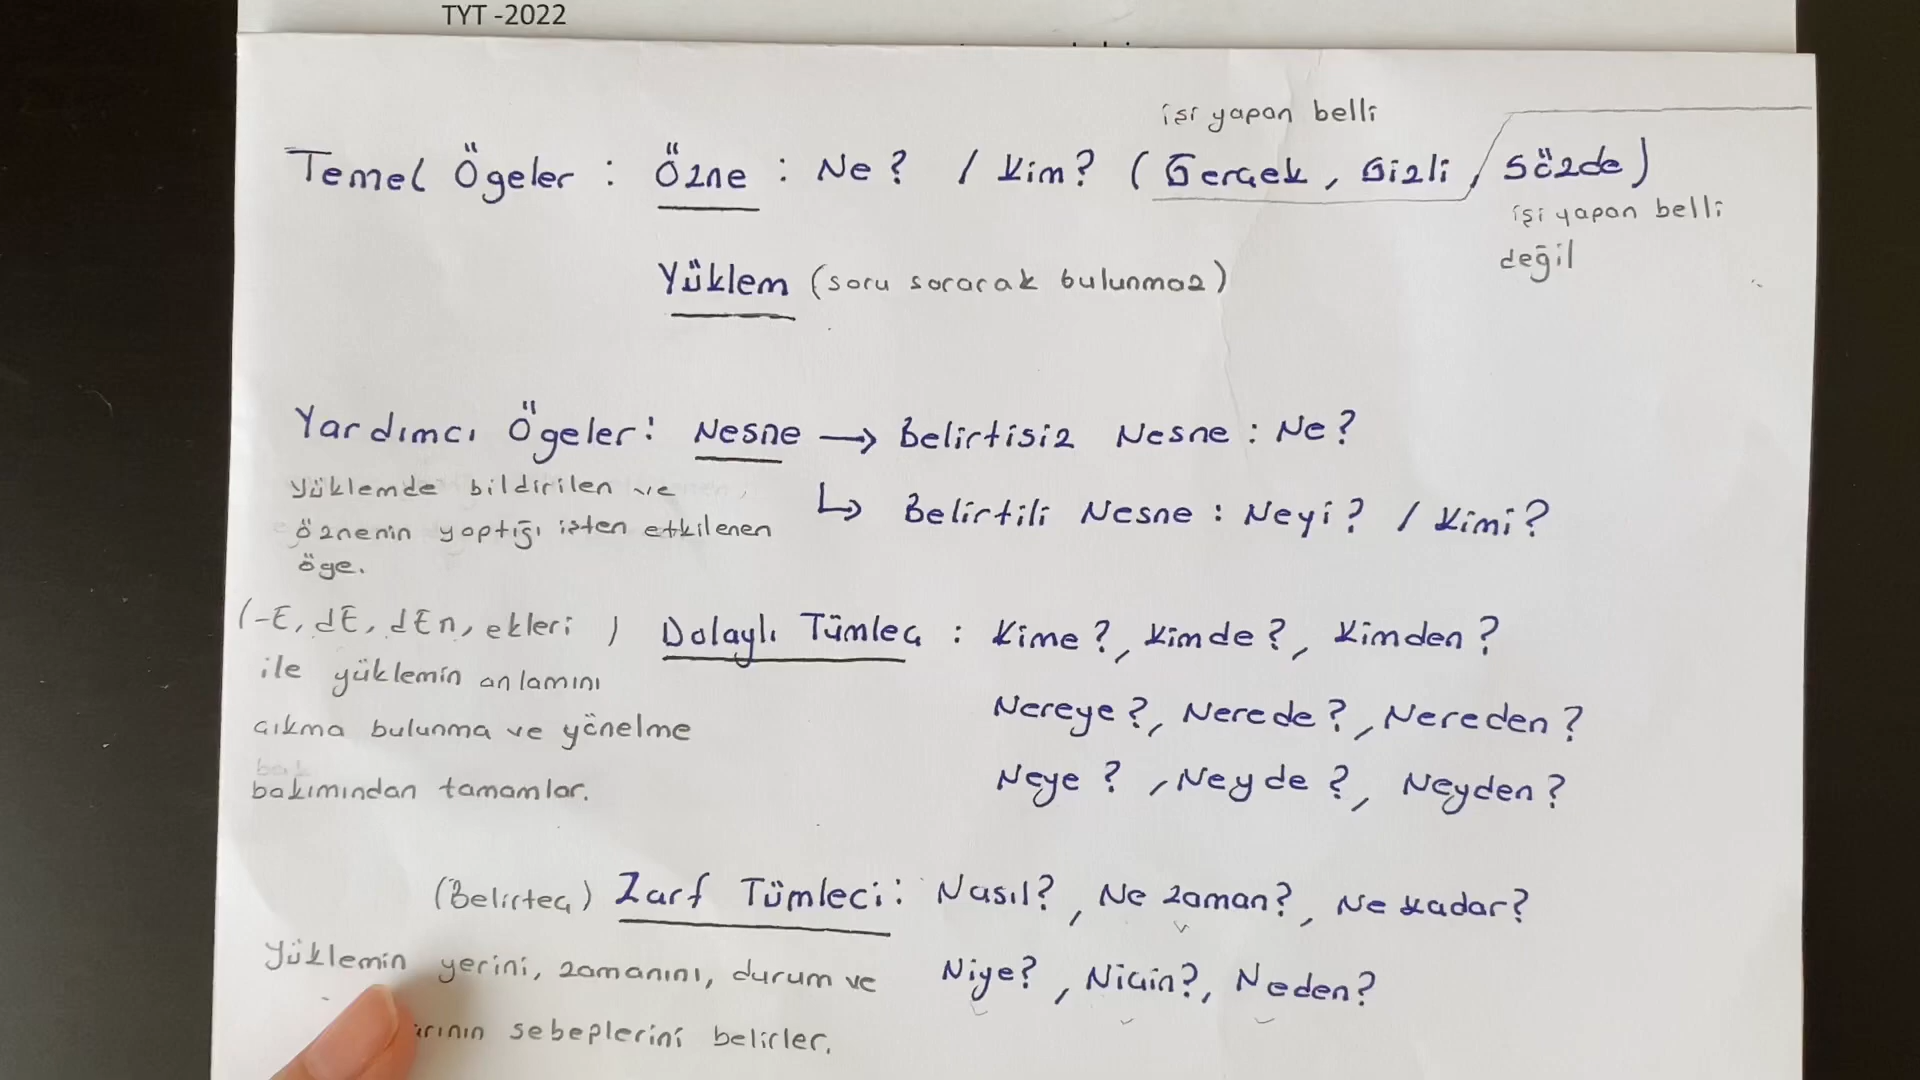 TYT -2022
işi yapan belli
Temel Ögeler : Özne : Ne? / Kim? (Gerçek, Gizli, Sözde)
işi yapan belli
değil
Yüklem (soru sorarak bulunmaz)
Yardımcı Ögeler: Nesne → Belirtisiz Nesne : Ne?
Yüklemde bildirilen ve
↳ Belirtili Nesne : Neyi? / Kimi?
öznenin yaptığı işten etkilenen
öge.
(-E, dE, dEn, ekleri ) Dolaylı Tümleç : Kime?, Kimde?, Kimden?
ile yüklemin anlamını
Nereye?, Nerede?, Nereden?
çıkma bulunma ve yönelme
Neye ?, Neyde ?, Neyden?
bakımından tamamlar.
(Belirteç) Zarf Tümleci: Nasıl?, Ne zaman?, Ne kadar?
Yüklemin yerini, zamanını, durum ve
Niye?, Niçin?, Neden?
sebeplerini belirler.